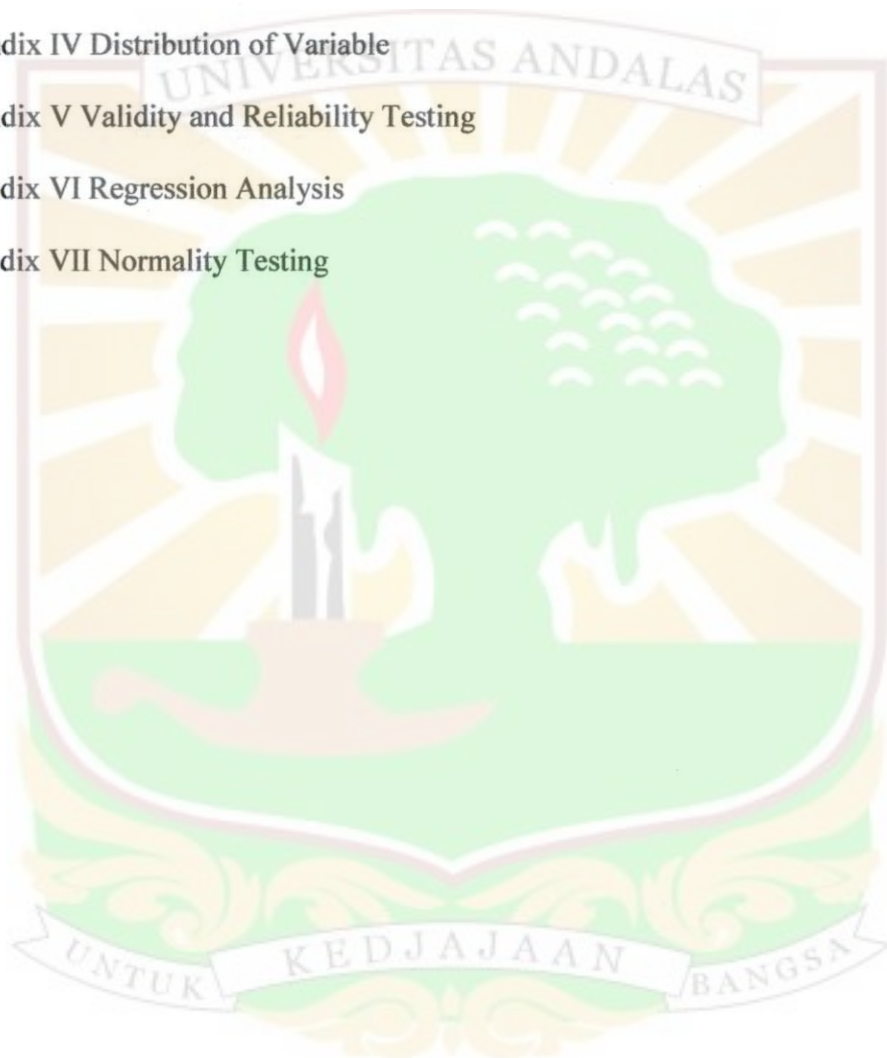 dix IV Distribution of Variable
UNIVERSITAS ANDALAS
dix V Validity and Reliability Testing
dix VI Regression Analysis
dix VII Normality Testing
UNTUK KEDJAJAAN BANGSA